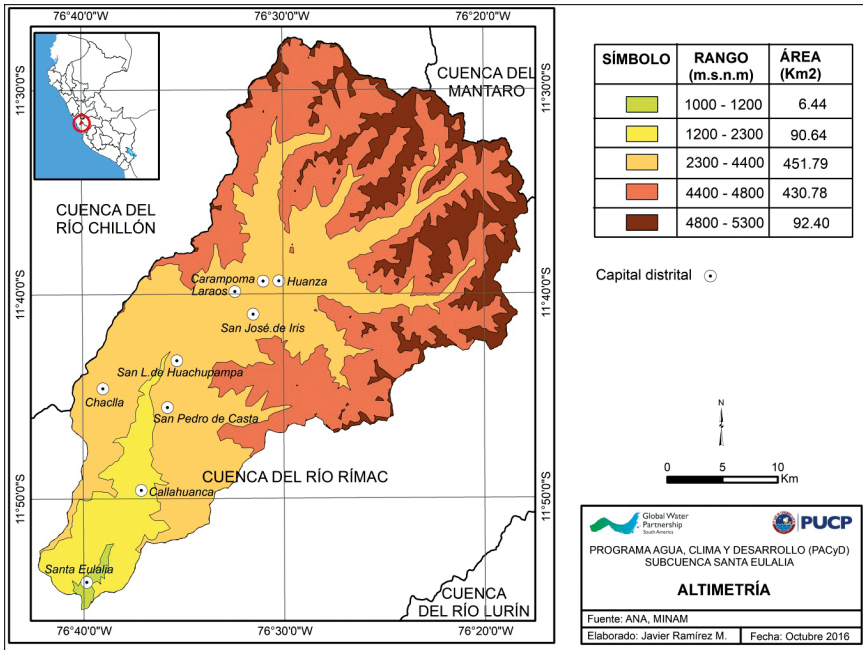 76°40'0"O 76°30'0"O 76°20'0"O
11°30'0"S
11°40'0"S
11°50'0"S
CUENCA DEL
MANTARO
CUENCA DEL
RÍO CHILLÓN
Carampoma
Huanza
Laraos
San José.de Iris
San L.de Huachupampa
Chaclla
San Pedro de Casta
CUENCA DEL RÍO RÍMAC
Callahuanca
Santa Eulalia
CUENCA
DEL RÍO LURÍN
11°30'0"S
11°40'0"S
11°50'0"S
76°40'0"O 76°30'0"O 76°20'0"O
SÍMBOLO RANGO ÁREA
(m.s.n.m) (Km2)
1000 - 1200 6.44
1200 - 2300 90.64
2300 - 4400 451.79
4400 - 4800 430.78
4800 - 5300 92.40
Capital distrital
N
0 5 10
Km
Global Water
Partnership
South America
PUCP
PROGRAMA AGUA, CLIMA Y DESARROLLO (PACyD)
SUBCUENCA SANTA EULALIA
ALTIMETRÍA
Fuente: ANA, MINAM
Elaborado: Javier Ramírez M. Fecha: Octubre 2016